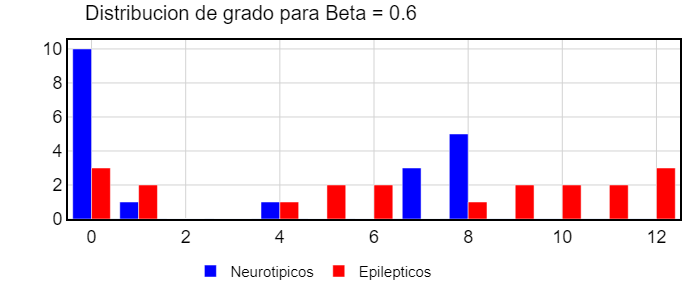 Distribucion de grado para Beta = 0.6
10
8
6
4
2
0
0 2 4 6 8 10 12
Neurotipicos Epilepticos